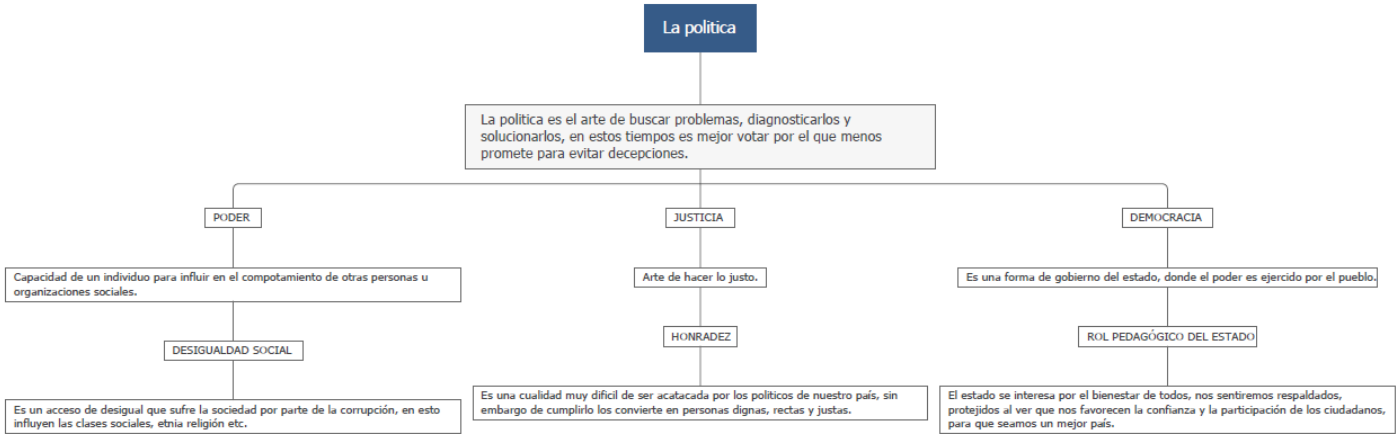 La politica
La politica es el arte de buscar problemas, diagnosticarlos y
solucionarlos, en estos tiempos es mejor votar por el que menos
promete para evitar decepciones.
PODER
JUSTICIA
DEMOCRACIA
Capacidad de un individuo para influir en el compotamiento de otras personas u
organizaciones sociales.
Arte de hacer lo justo.
Es una forma de gobierno del estado, donde el poder es ejercido por el pueblo.
DESIGUALDAD SOCIAL
HONRADEZ
ROL PEDAGÓGICO DEL ESTADO
Es un acceso de desigual que sufre la sociedad por parte de la corrupción, en esto
influyen las clases sociales, etnia religión etc.
Es una cualidad muy dificil de ser acatacada por los politicos de nuestro país, sin
embargo de cumplirlo los convierte en personas dignas, rectas y justas.
El estado se interesa por el bienestar de todos, nos sentiremos respaldados,
protejidos al ver que nos favorecen la confianza y la participación de los ciudadanos,
para que seamos un mejor país.